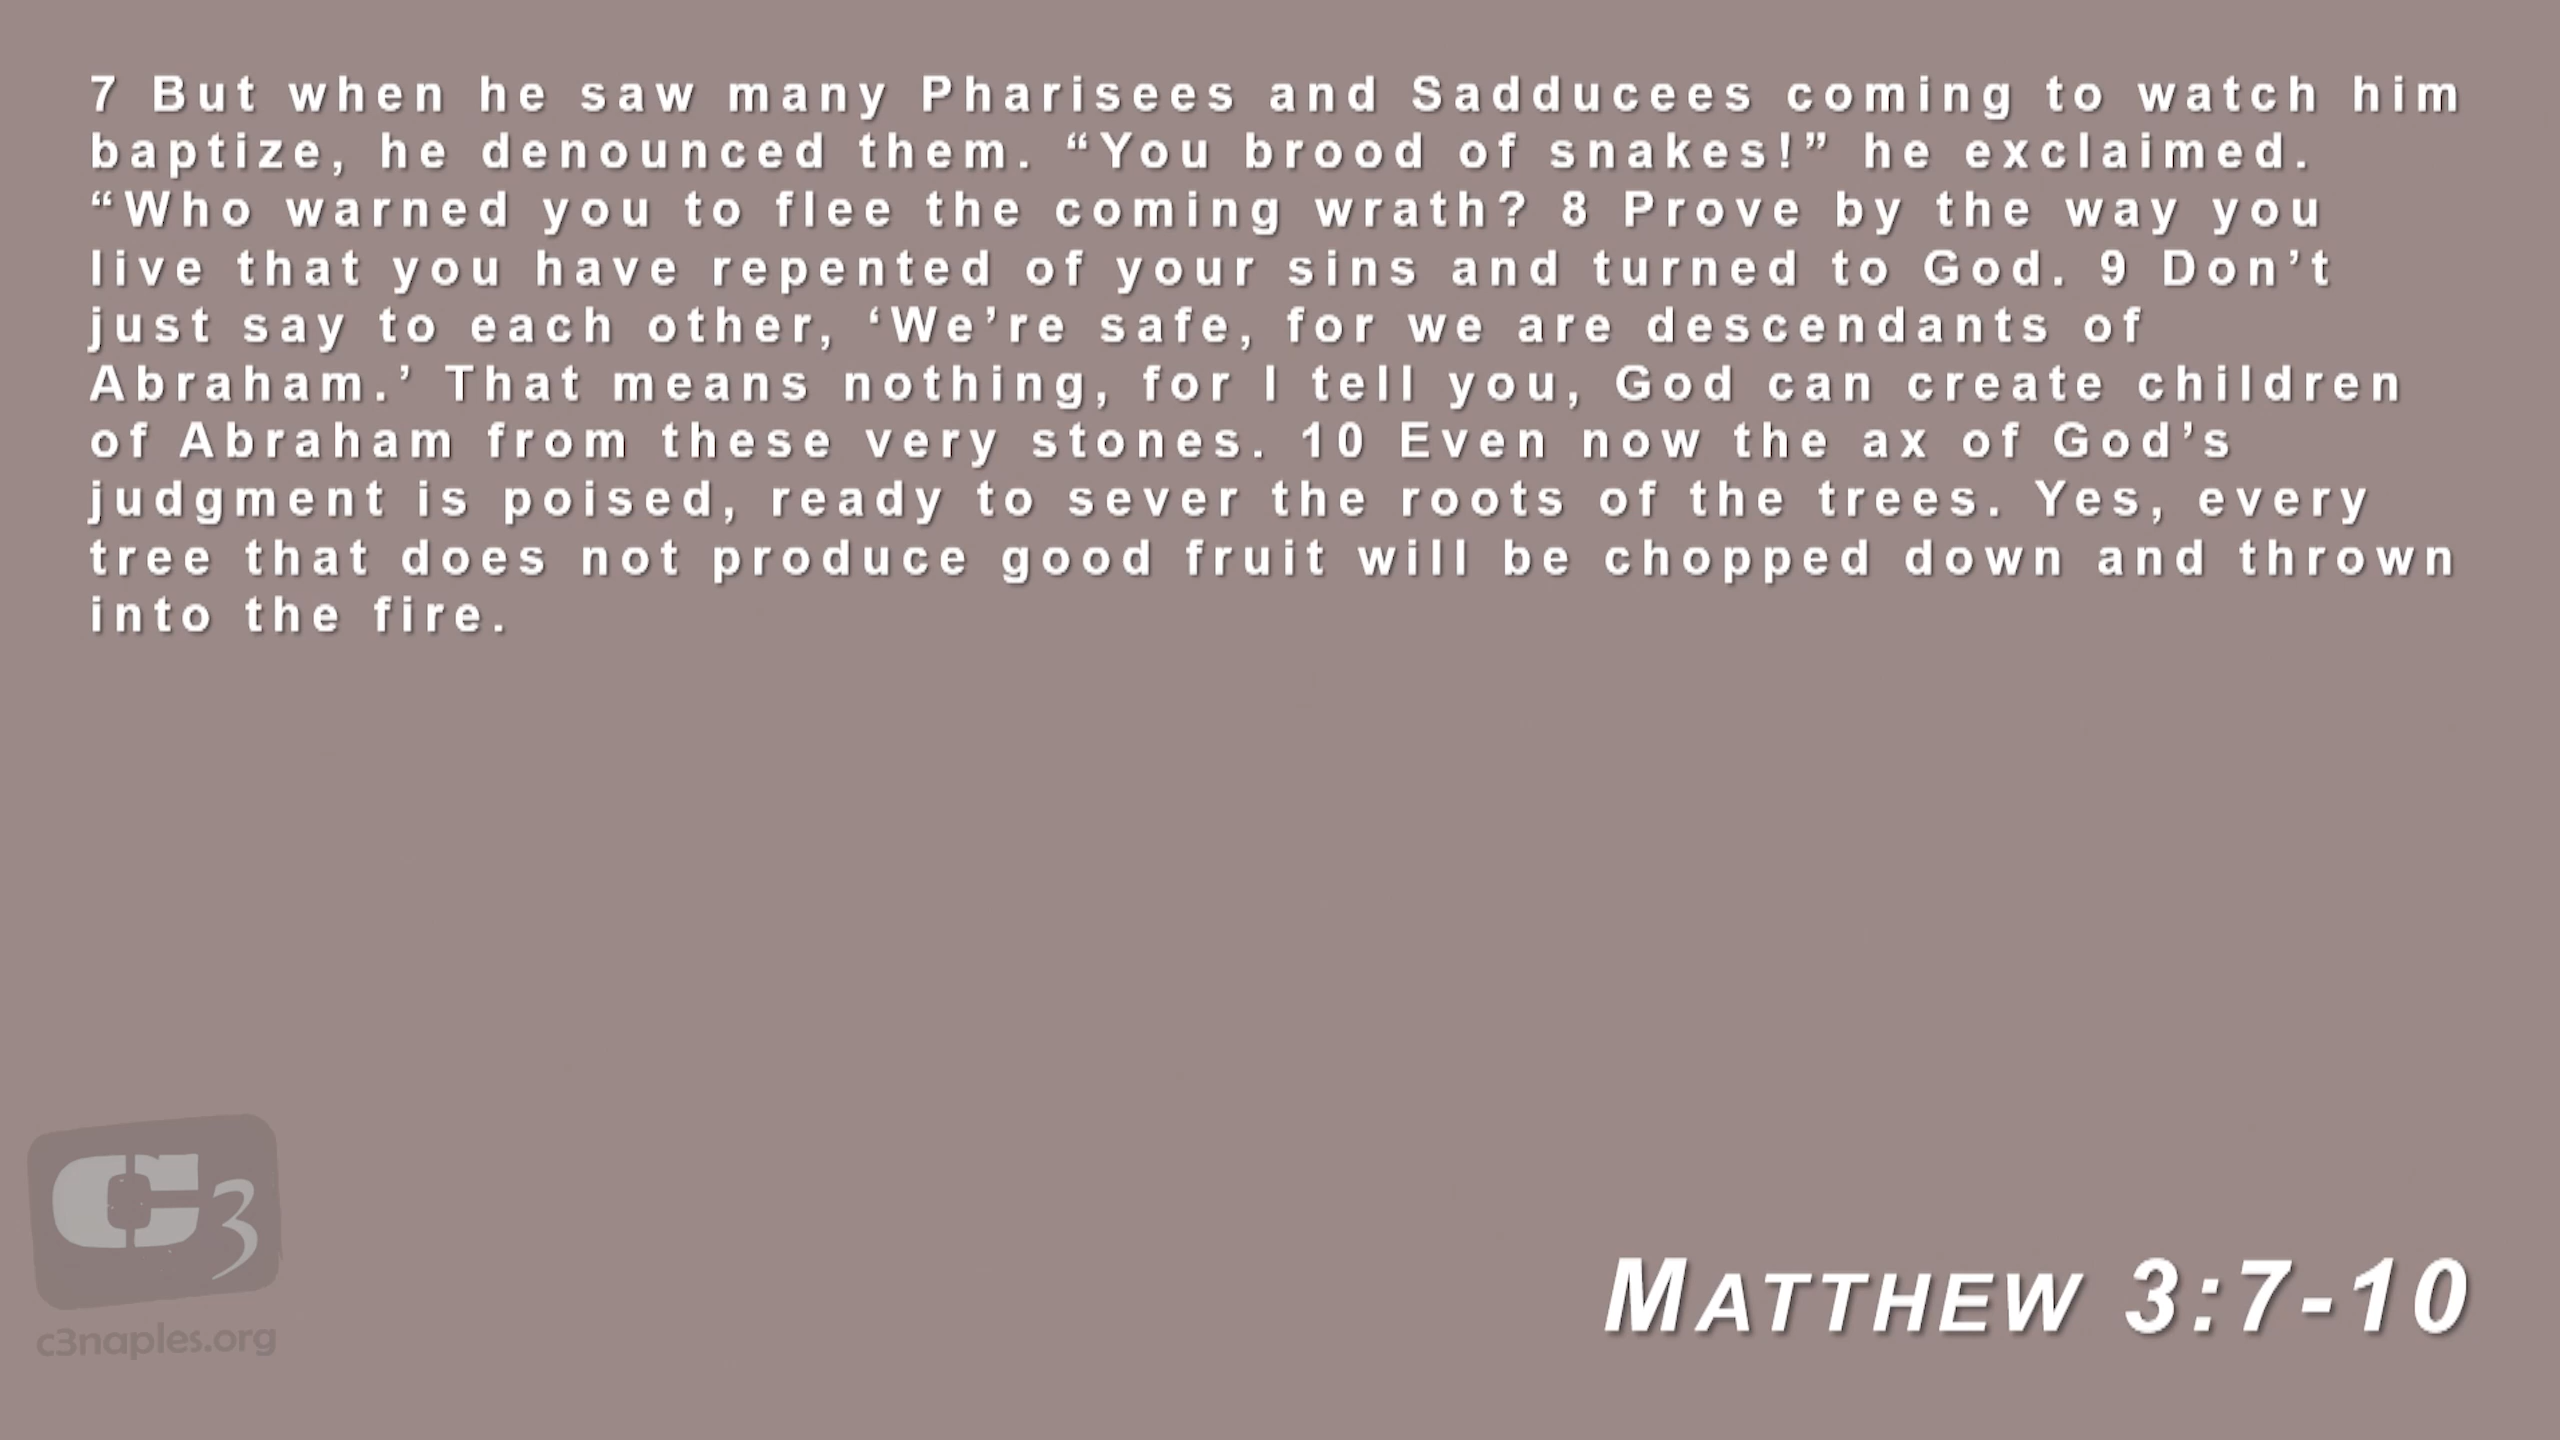 7 But when he saw many Pharisees and Sadducees coming to watch him
baptize, he denounced them. “You brood of snakes!” he exclaimed.
“Who warned you to flee the coming wrath? 8 Prove by the way you
live that you have repented of your sins and turned to God. 9 Don’t
just say to each other, ‘We’re safe, for we are descendants of
Abraham.’ That means nothing, for I tell you, God can create children
of Abraham from these very stones. 10 Even now the ax of God’s
judgment is poised, ready to sever the roots of the trees. Yes, every
tree that does not produce good fruit will be chopped down and thrown
into the fire.
C3
c3naples.org
MATTHEW 3:7-10